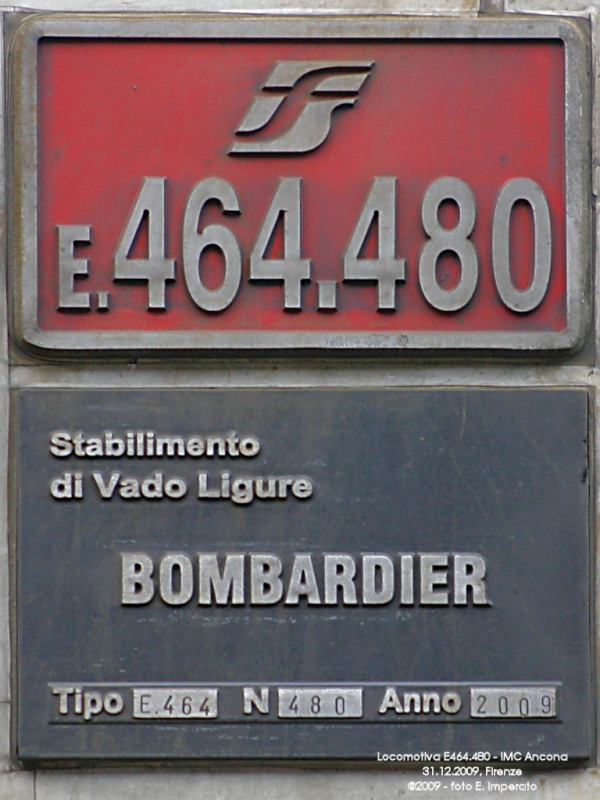 FS
E.464.480
Stabilimento
di Vado Ligure
BOMBARDIER
Tipo E.464 N 480 Anno 2009
Locomotiva E464.480 - IMC Ancona
31.12.2009, Firenze
©2009 - foto E. Imperato